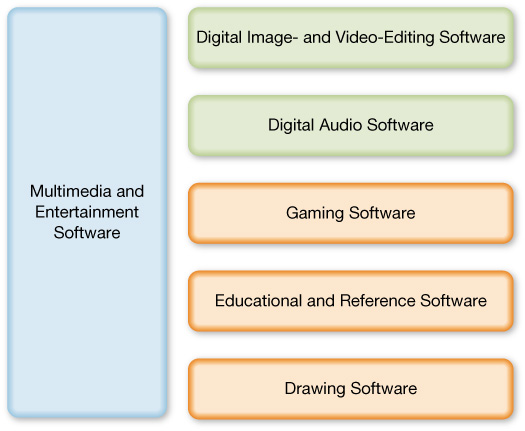 Multimedia and
Entertainment
Software
Digital Image- and Video-Editing Software
Digital Audio Software
Gaming Software
Educational and Reference Software
Drawing Software